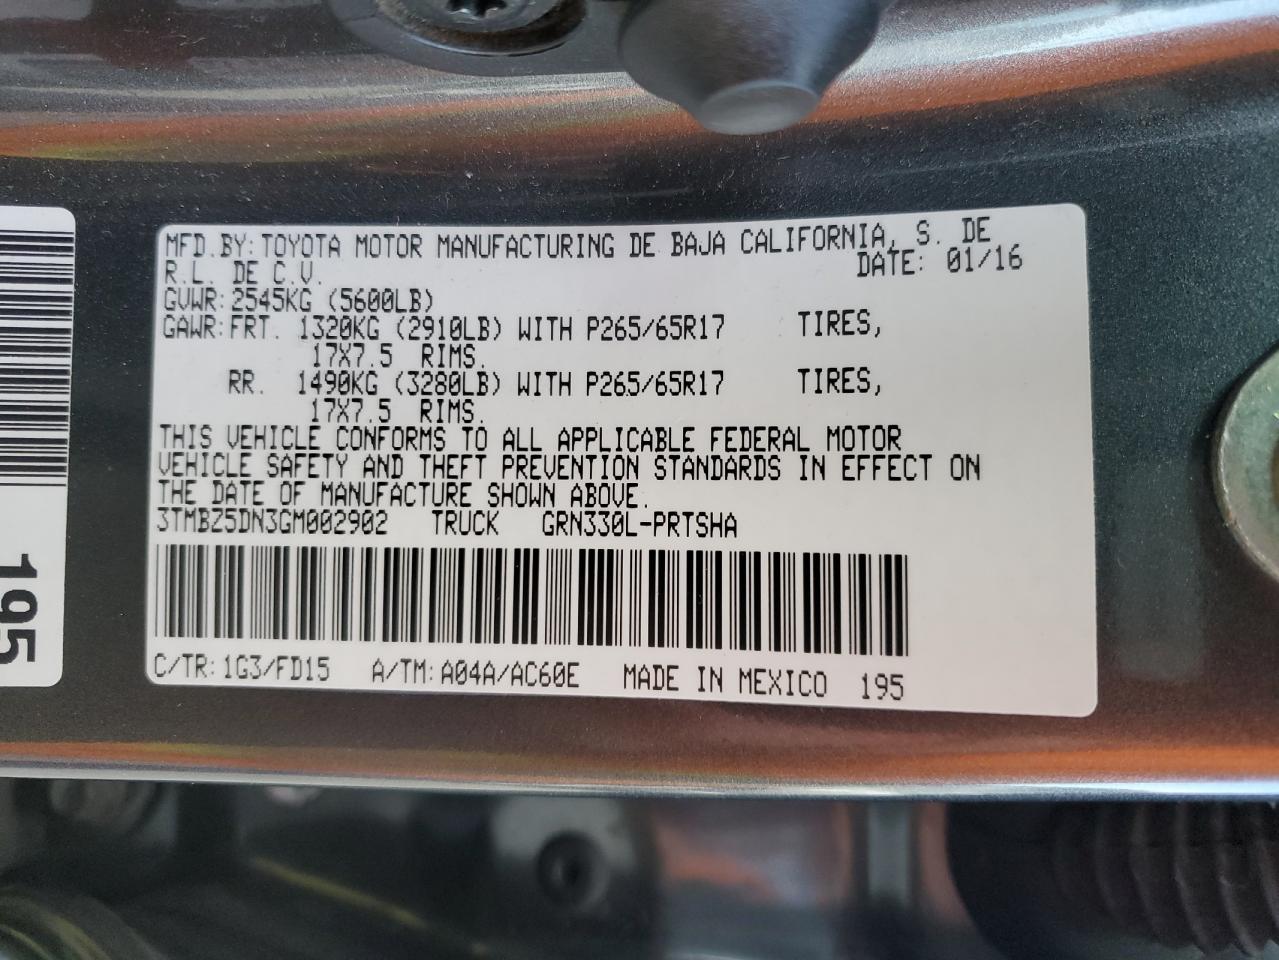 MFD.BY:TOYOTA MOTOR MANUFACTURING DE BAJA CALIFORNIA, S. DE
R.L. DE C.V. DATE: 01/16
GVWR:2545KG (5600LB)
GAWR:FRT. 1320KG (2910LB) WITH P265/65R17 TIRES,
17X7.5 RIMS.
RR. 1490KG (3280LB) WITH P265/65R17 TIRES,
17X7.5 RIMS.
THIS VEHICLE CONFORMS TO ALL APPLICABLE FEDERAL MOTOR
VEHICLE SAFETY AND THEFT PREVENTION STANDARDS IN EFFECT ON
THE DATE OF MANUFACTURE SHOWN ABOVE.
3TMBZ5DN3GM002902 TRUCK GRN330L-PRTSHA
C/TR:1G3/FD15 A/TM:A04A/AC60E MADE IN MEXICO 195
195